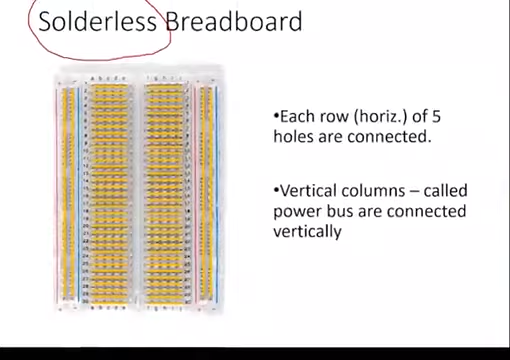 Solderless Breadboard
•Each row (horiz.) of 5
holes are connected.
•Vertical columns – called
power bus are connected
vertically